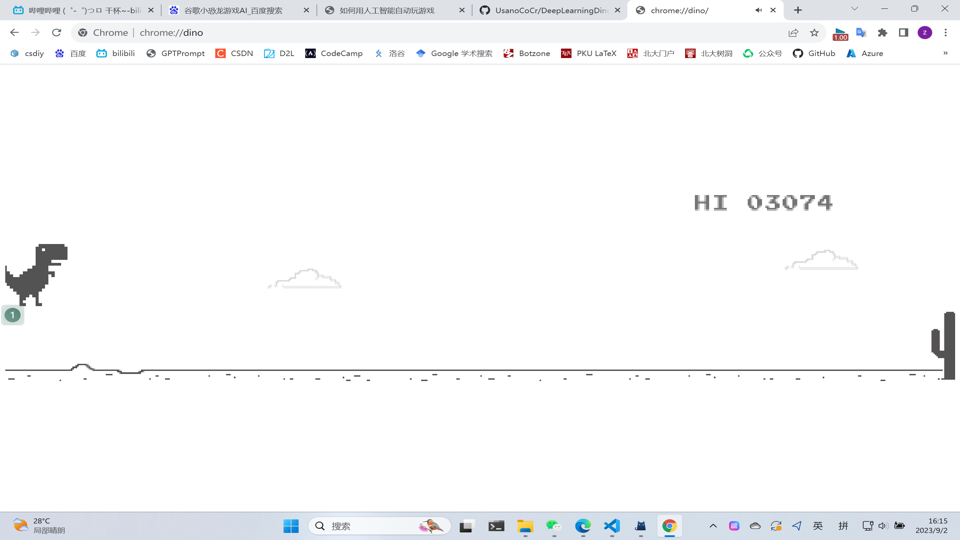 哔哩哔哩 (゜-゜)つロ 干杯~-bili
谷歌小恐龙游戏AI_百度搜索
如何用人工智能自动玩游戏
UsanoCoCr/DeepLearningDin
chrome://dino/
Chrome | chrome://dino
1.00
z
csdiy
百度
bilibili
GPTPrompt
CSDN
D2L
CodeCamp
洛谷
Google 学术搜索
Botzone
PKU LaTeX
北大门户
北大树洞
公众号
GitHub
Azure
»
HI 03074
1
28°C
局部晴朗
搜索
英
拼
16:15
2023/9/2